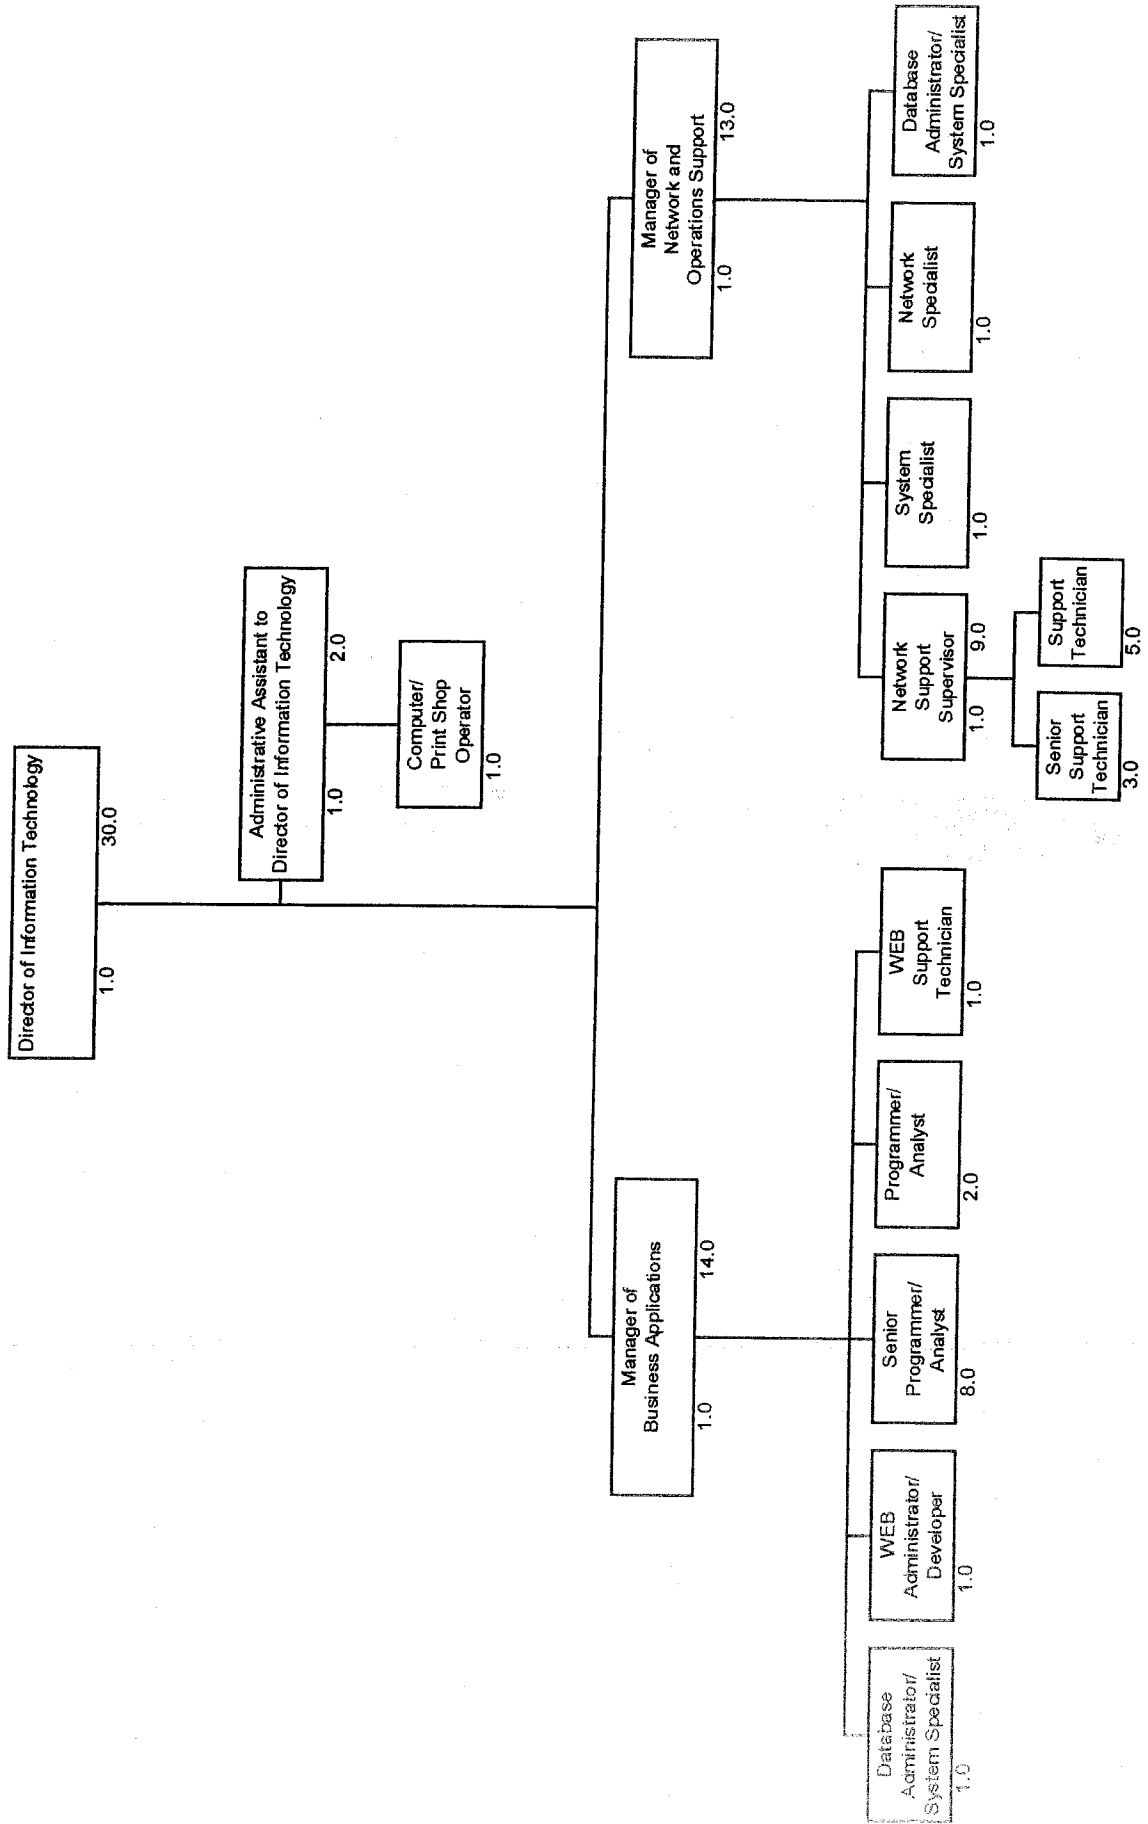 Director of Information Technology
1.0 30.0
Administrative Assistant to
Director of Information Technology
1.0 2.0
Computer/
Print Shop
Operator
1.0
Manager of
Business Applications
1.0 14.0
Manager of
Network and
Operations Support
1.0 13.0
Database
Administrator/
System Specialist
1.0
WEB
Administrator/
Developer
1.0
Senior
Programmer/
Analyst
8.0
Programmer/
Analyst
2.0
WEB
Support
Technician
1.0
Network
Support
Supervisor
1.0 9.0
System
Specialist
1.0
Network
Specialist
1.0
Database
Administrator/
System Specialist
1.0
Senior
Support
Technician
3.0
Support
Technician
5.0